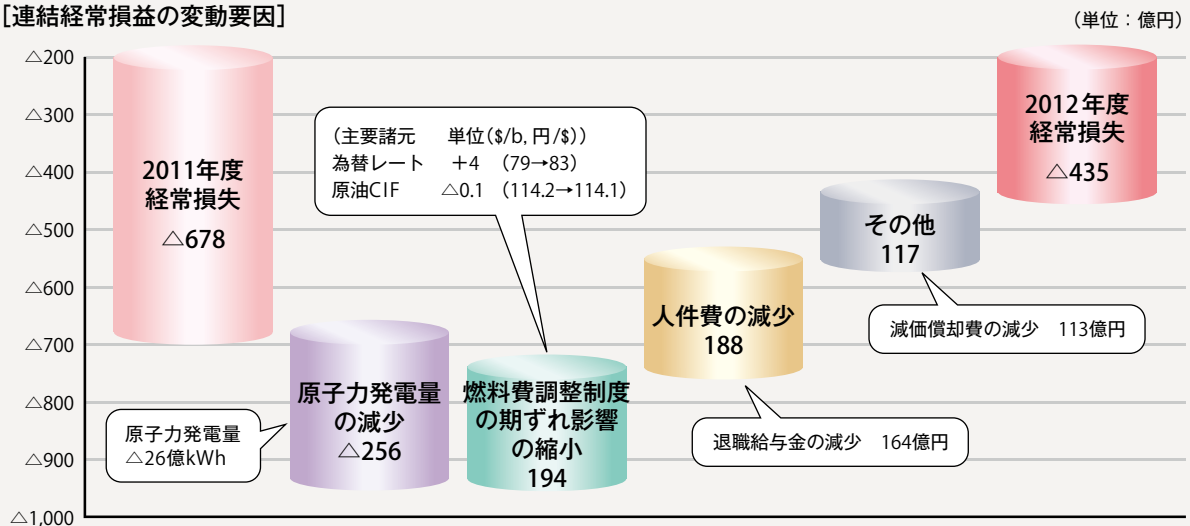 [連結経常損益の変動要因]
(単位：億円)
△200
△300
△400
△500
△600
△700
△800
△900
△1,000
2011年度
経常損失
△678
原子力発電量
△26億kWh
原子力発電量
の減少
△256
(主要諸元 単位($/b, 円/$))
為替レート +4 (79→83)
原油CIF △0.1 (114.2→114.1)
燃料費調整制度
の期ずれ影響
の縮小
194
人件費の減少
188
退職給与金の減少 164億円
その他
117
減価償却費の減少 113億円
2012年度
経常損失
△435